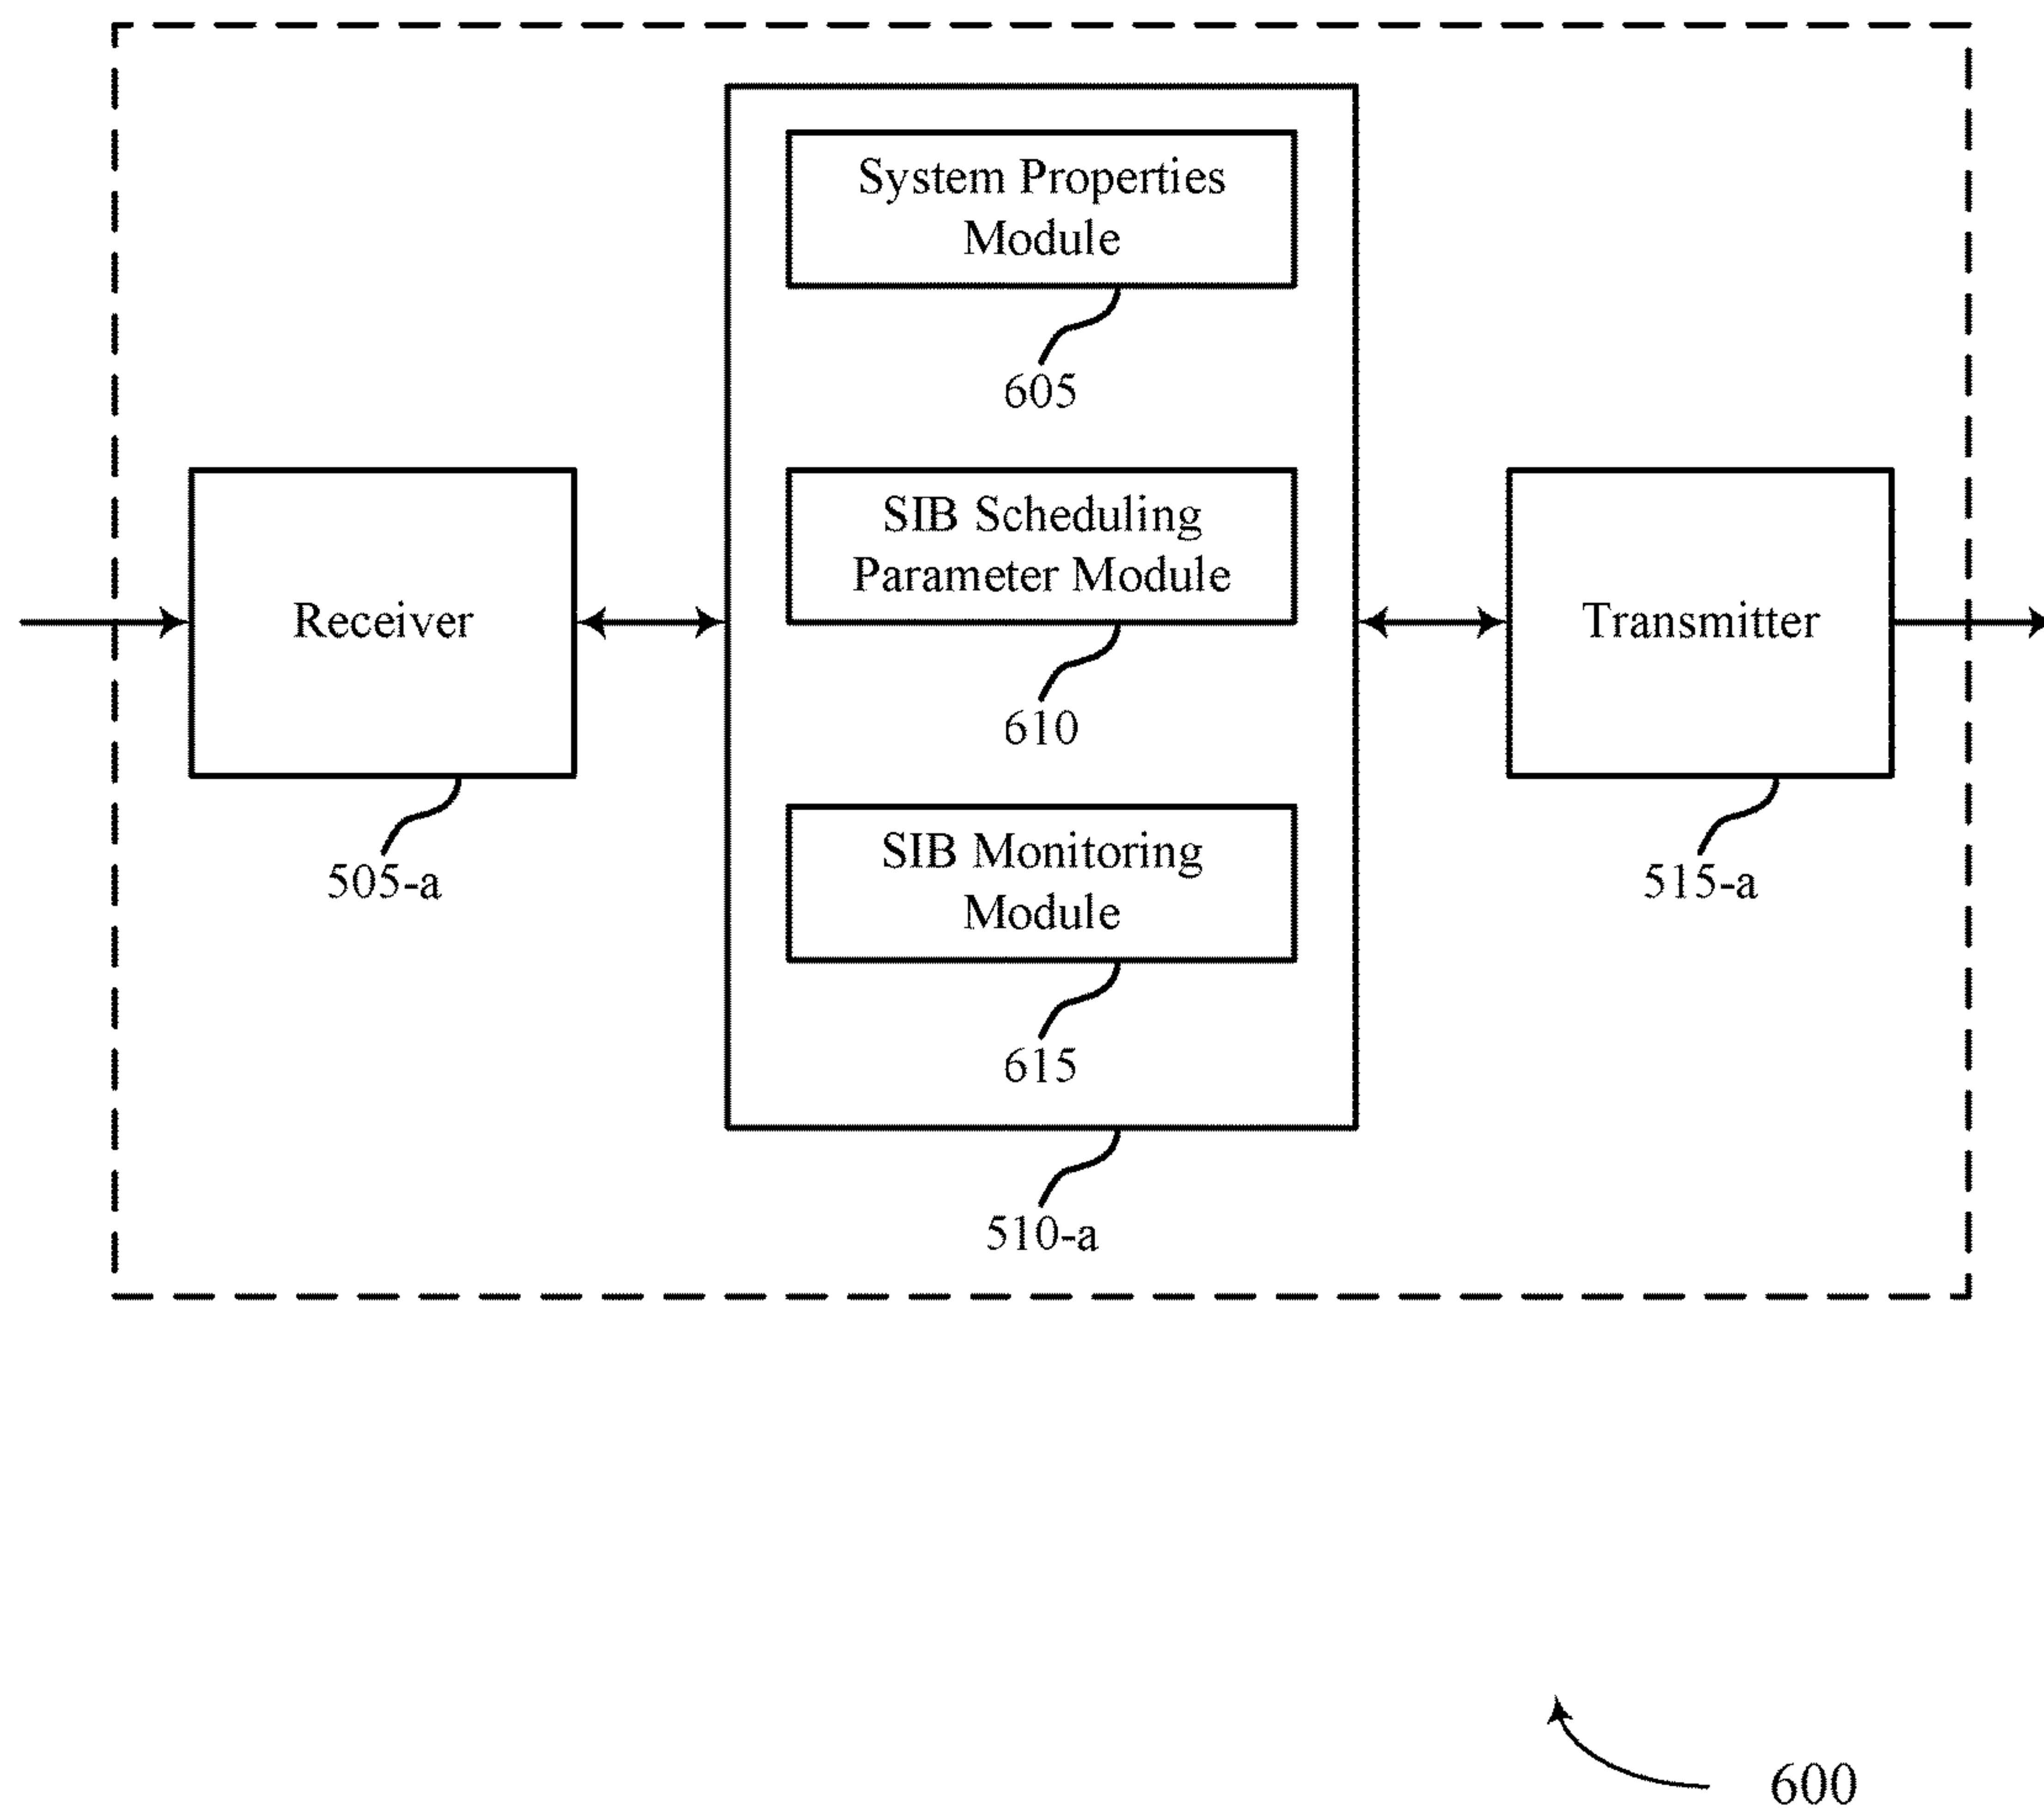 System Properties
Module
605
SIB Scheduling
Parameter Module
610
Receiver
Transmitter
SIB Monitoring
Module
505-a
515-a
615
510-a
600